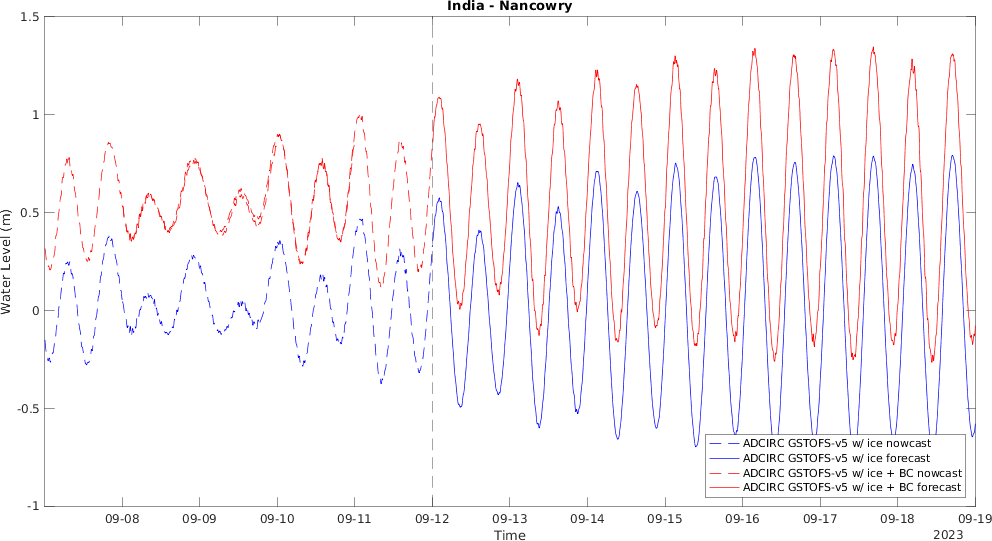 India - Nancowry
1.5
1
0.5
0
-0.5
-1
Water Level (m)
ADCIRC GSTOFS-v5 w/ ice nowcast
ADCIRC GSTOFS-v5 w/ ice forecast
ADCIRC GSTOFS-v5 w/ ice + BC nowcast
ADCIRC GSTOFS-v5 w/ ice + BC forecast
09-08 09-09 09-10 09-11 09-12 09-13 09-14 09-15 09-16 09-17 09-18 09-19
Time
2023